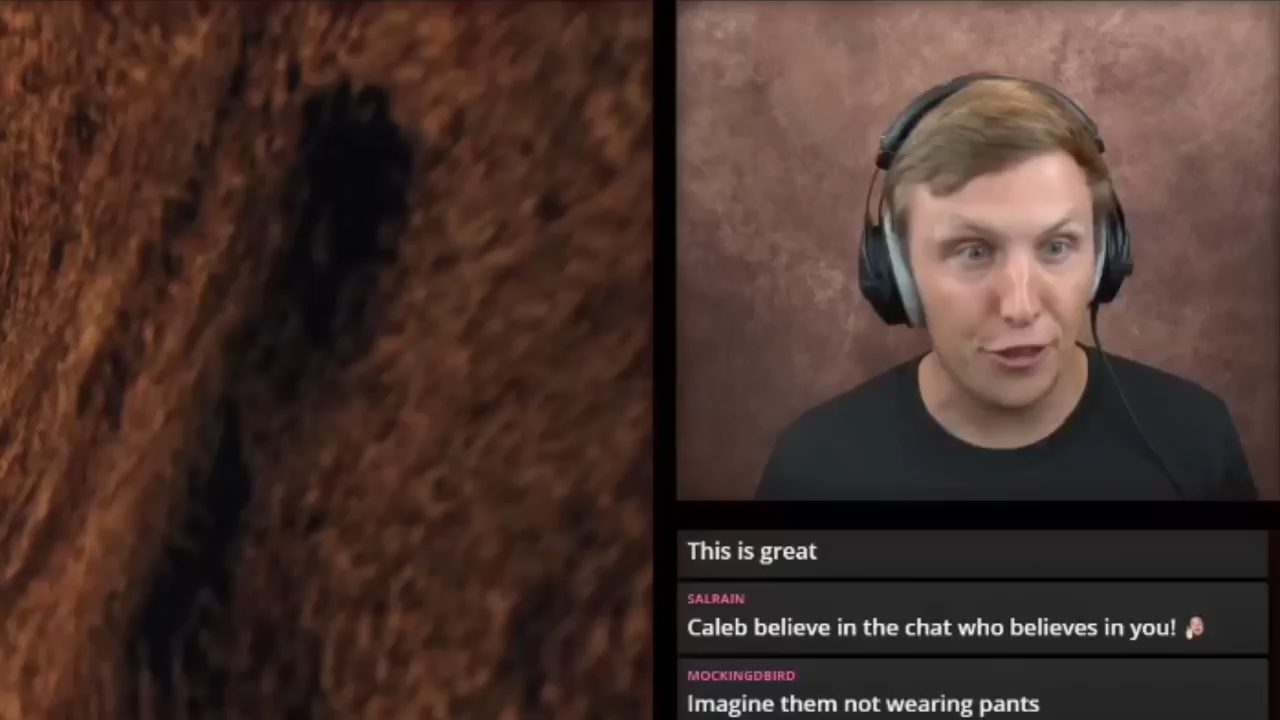 This is great
SALRAIN
Caleb believe in the chat who believes in you!
MOCKINGDBIRD
Imagine them not wearing pants